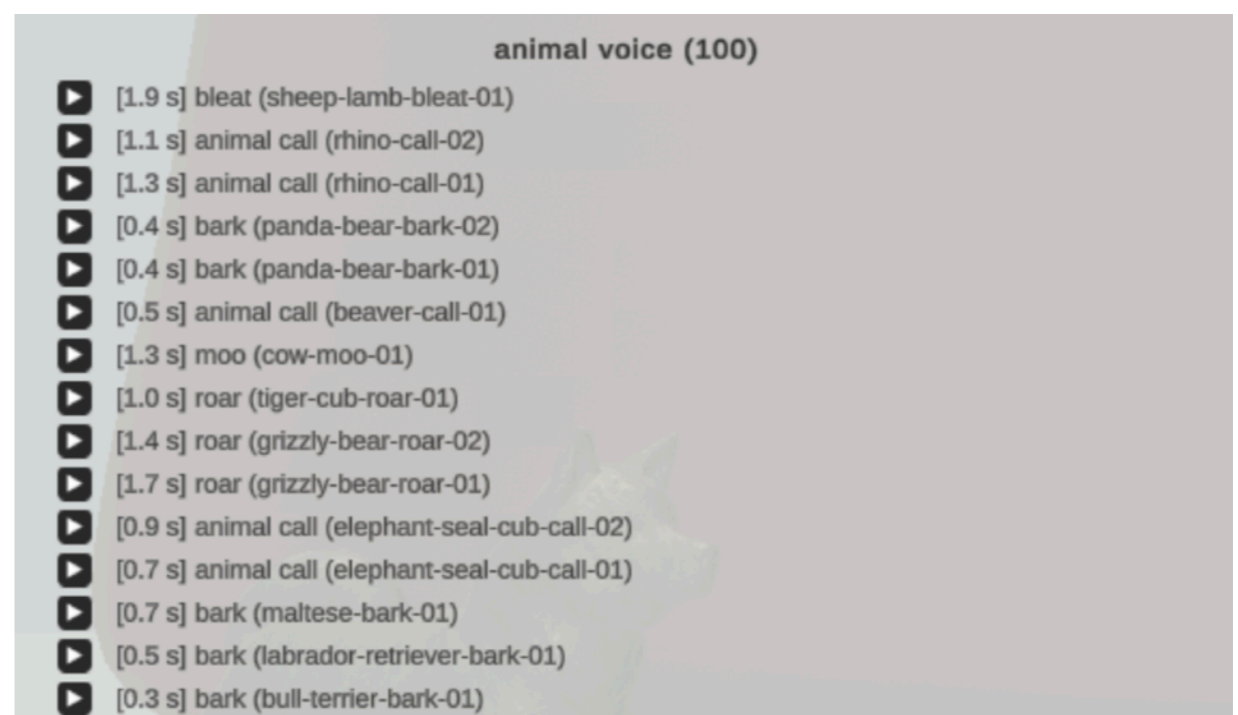 animal voice (100)
[1.9 s] bleat (sheep-lamb-bleat-01)
[1.1 s] animal call (rhino-call-02)
[1.3 s] animal call (rhino-call-01)
[0.4 s] bark (panda-bear-bark-02)
[0.4 s] bark (panda-bear-bark-01)
[0.5 s] animal call (beaver-call-01)
[1.3 s] moo (cow-moo-01)
[1.0 s] roar (tiger-cub-roar-01)
[1.4 s] roar (grizzly-bear-roar-02)
[1.7 s] roar (grizzly-bear-roar-01)
[0.9 s] animal call (elephant-seal-cub-call-02)
[0.7 s] animal call (elephant-seal-cub-call-01)
[0.7 s] bark (maltese-bark-01)
[0.5 s] bark (labrador-retriever-bark-01)
[0.3 s] bark (bull-terrier-bark-01)